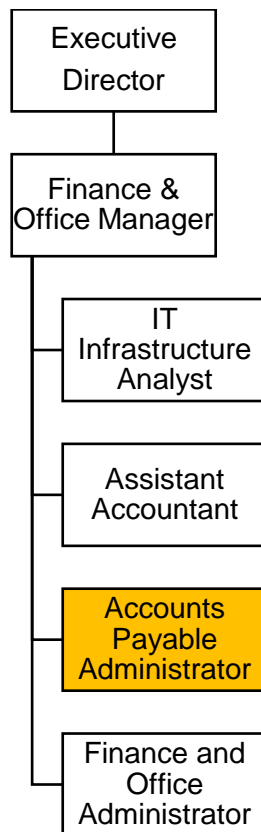 Executive
Director
Finance &
Office Manager
IT
Infrastructure
Analyst
Assistant
Accountant
Accounts
Payable
Administrator
Finance and
Office
Administrator